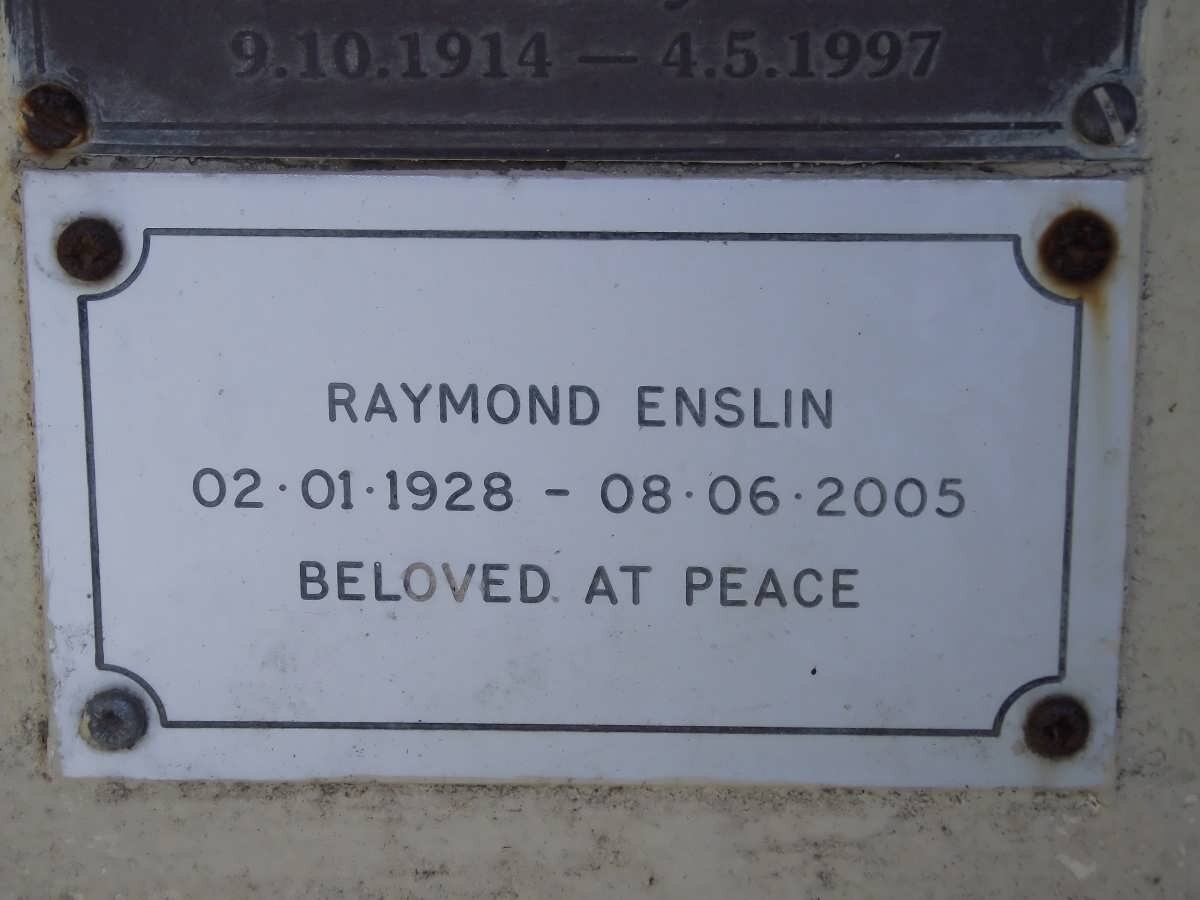 9.10.1914 — 4.5.1997
RAYMOND ENSLIN
02·01·1928 - 08·06·2005
BELOVED AT PEACE